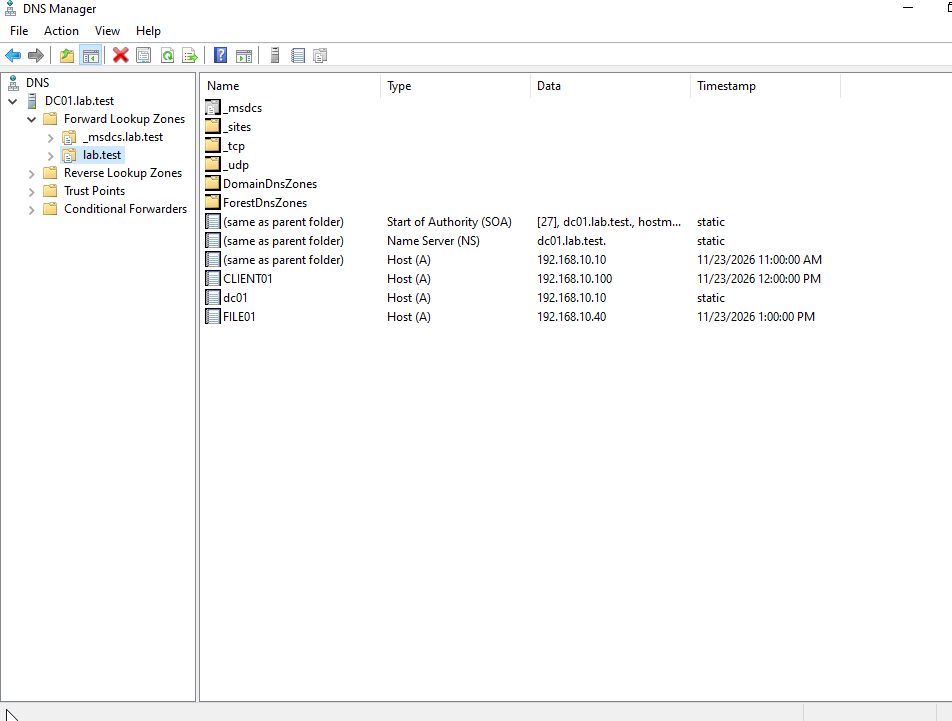 DNS Manager
File Action View Help
DNS
DC01.lab.test
Forward Lookup Zones
_msdcs.lab.test
lab.test
Reverse Lookup Zones
Trust Points
Conditional Forwarders
Name Type Data Timestamp
_msdcs
_sites
_tcp
_udp
DomainDnsZones
ForestDnsZones
(same as parent folder) Start of Authority (SOA) [27], dc01.lab.test., hostm... static
(same as parent folder) Name Server (NS) dc01.lab.test. static
(same as parent folder) Host (A) 192.168.10.10 11/23/2026 11:00:00 AM
CLIENT01 Host (A) 192.168.10.100 11/23/2026 12:00:00 PM
dc01 Host (A) 192.168.10.10 static
FILE01 Host (A) 192.168.10.40 11/23/2026 1:00:00 PM